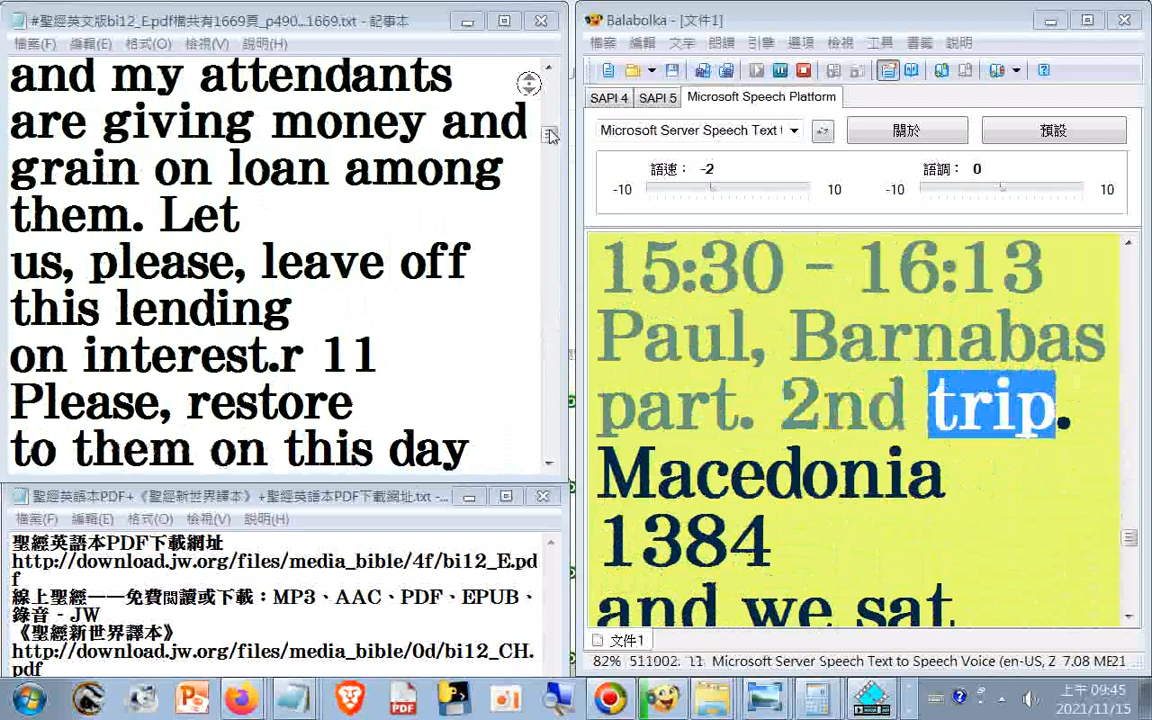 #聖經英文版bi12_E.pdf檔共有1669頁_p490...1669.txt - 記事本
檔案(F) 編輯(E) 格式(O) 檢視(V) 說明(H)
and my attendants
are giving money and
grain on loan among
them. Let
us, please, leave off
this lending
on interest.r 11
Please, restore
to them on this day
聖經英語本PDF+《聖經新世界譯本》+聖經英語本PDF下載網址.txt -...
檔案(F) 編輯(E) 格式(O) 檢視(V) 說明(H)
聖經英語本PDF下載網址
http://download.jw.org/files/media_bible/4f/bi12_E.pd
f
線上聖經——免費閱讀或下載：MP3、AAC、PDF、EPUB、
錄音 - JW
《聖經新世界譯本》
http://download.jw.org/files/media_bible/0d/bi12_CH.
pdf
Balabolka - [文件1]
檔案 編輯 文字 朗讀 引擎 選項 檢視 工具 書籤 說明
SAPI 4 SAPI 5 Microsoft Speech Platform
Microsoft Server Speech Text 關於 預設
語速： -2 語調： 0
-10 10 -10 10
15:30 - 16:13
Paul, Barnabas
part. 2nd trip.
Macedonia
1384
and we sat
文件1
82% 511002: 11 Microsoft Server Speech Text to Speech Voice (en-US, Z 7.08 ME21
上午 09:45
2021/11/15